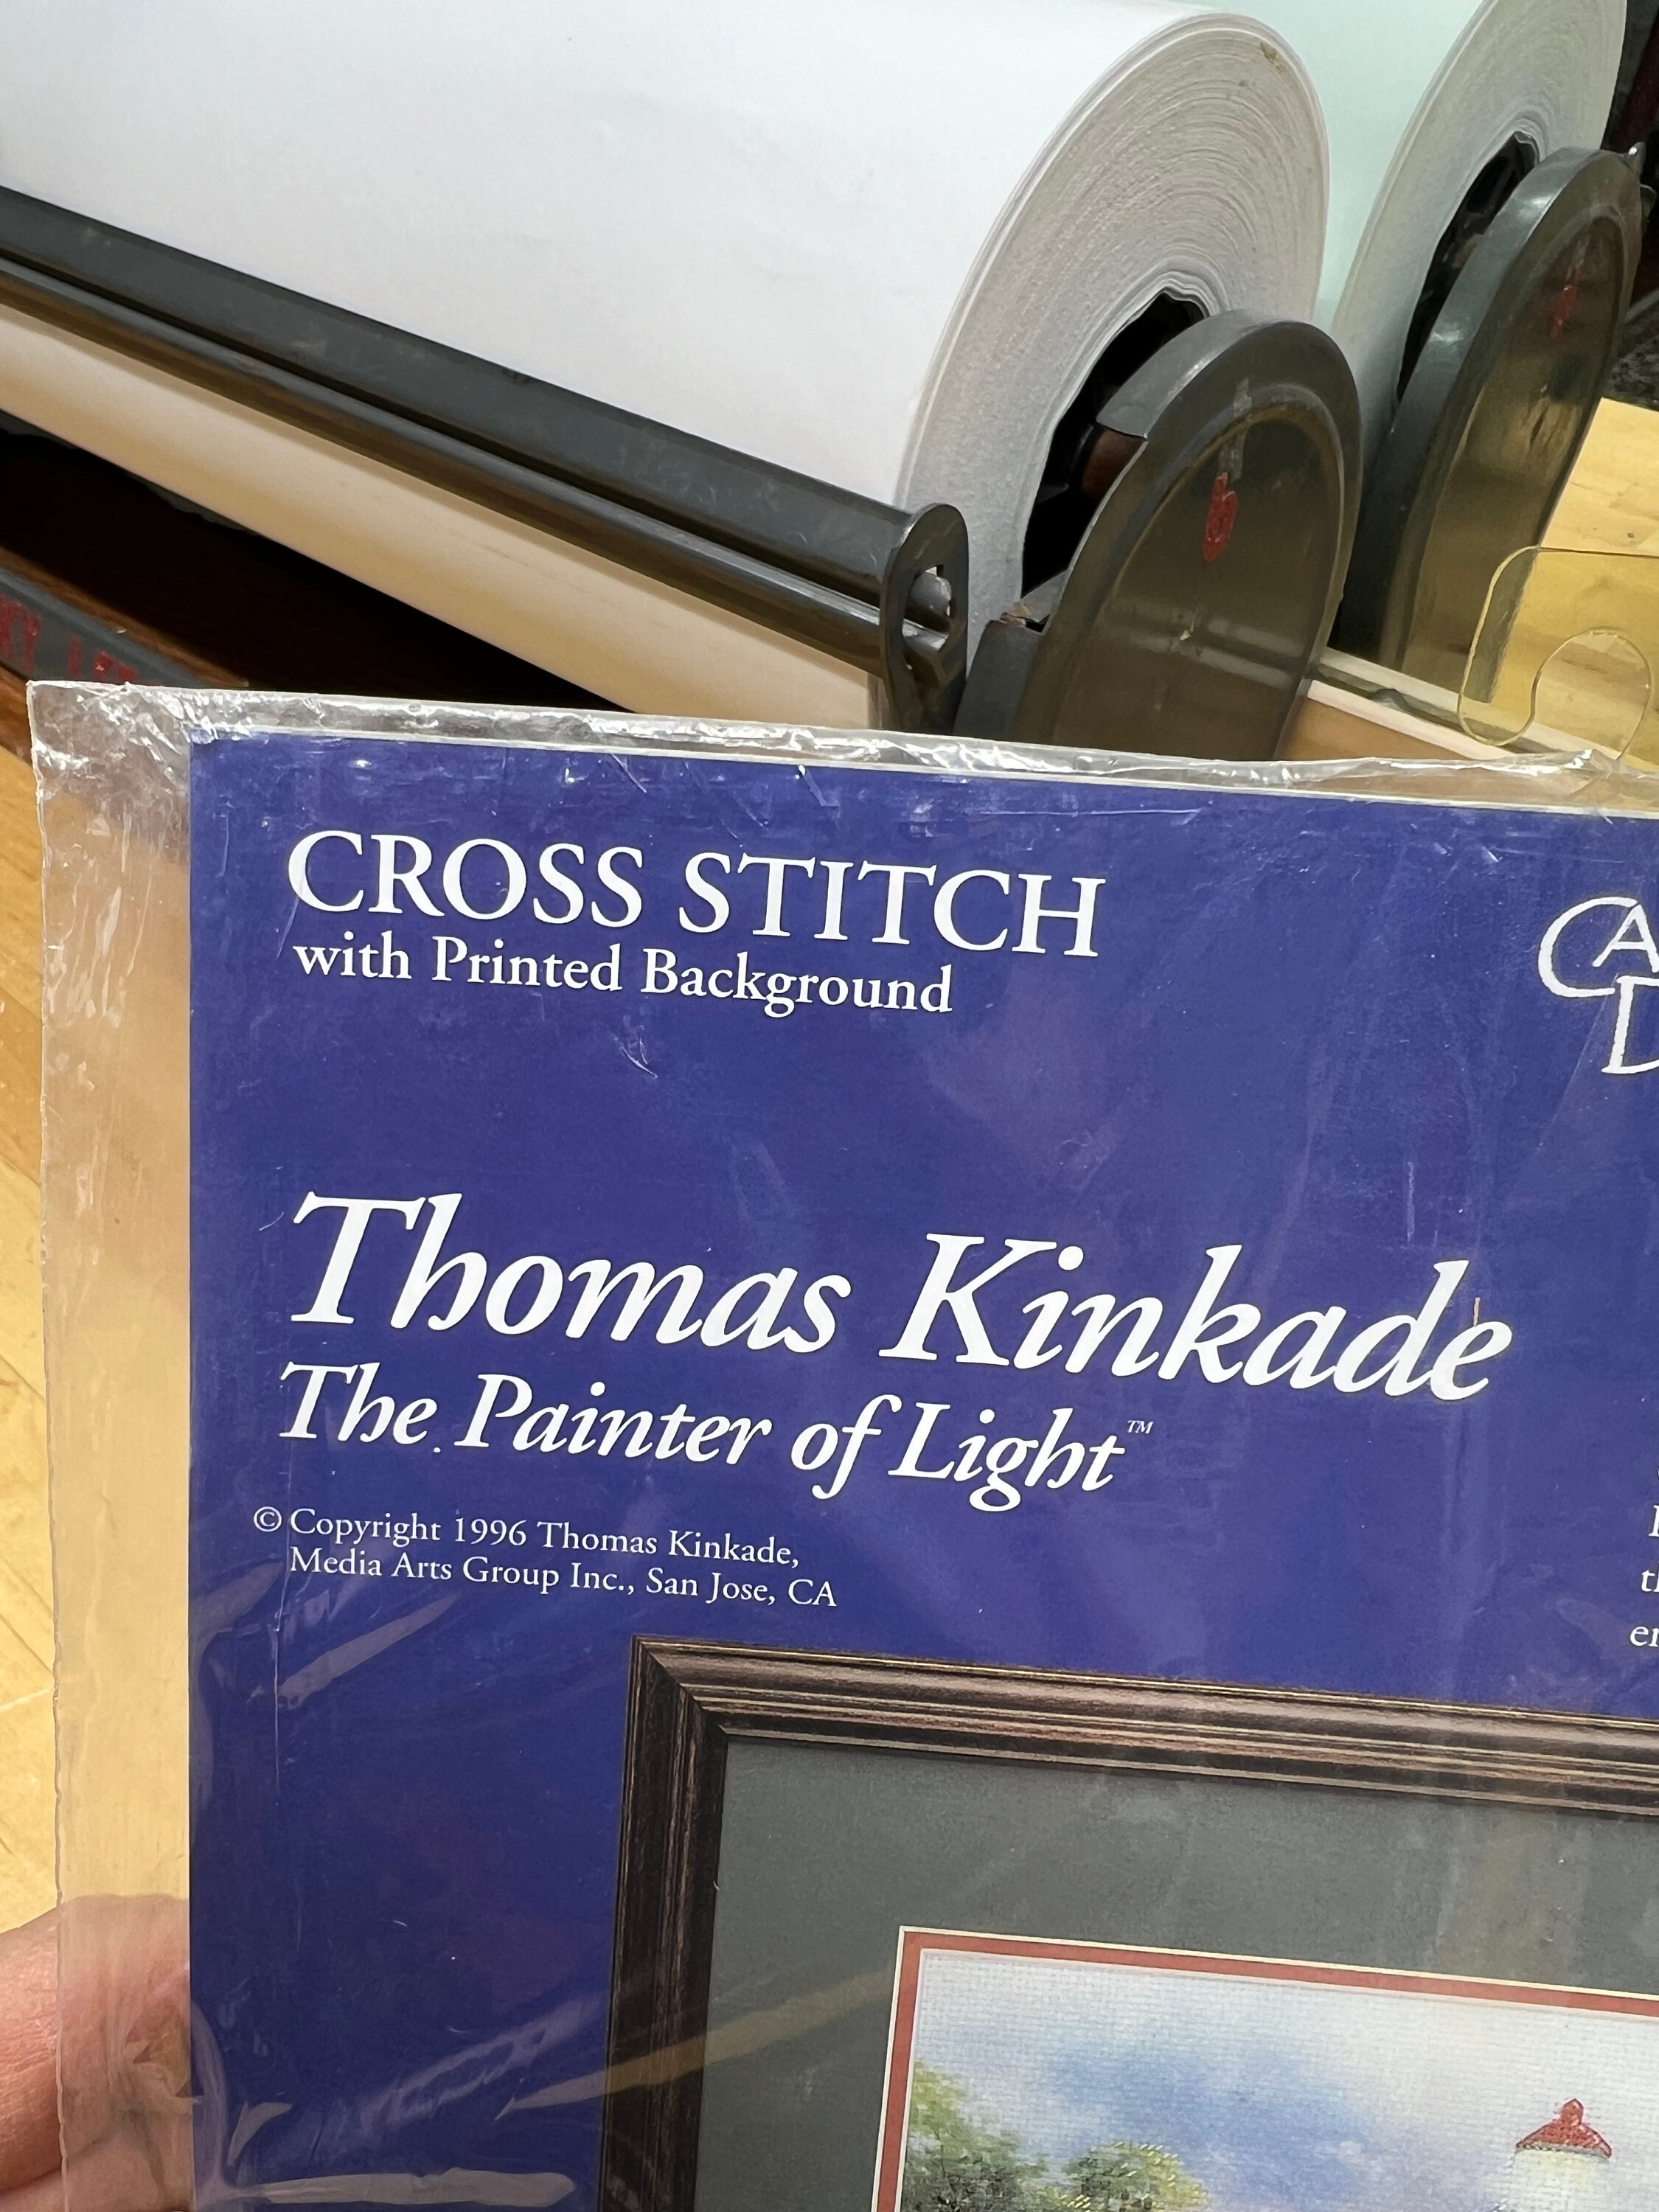 CROSS STITCH
with Printed Background
CA
D
Thomas Kinkade
The Painter of Light™
© Copyright 1996 Thomas Kinkade,
Media Arts Group Inc., San Jose, CA